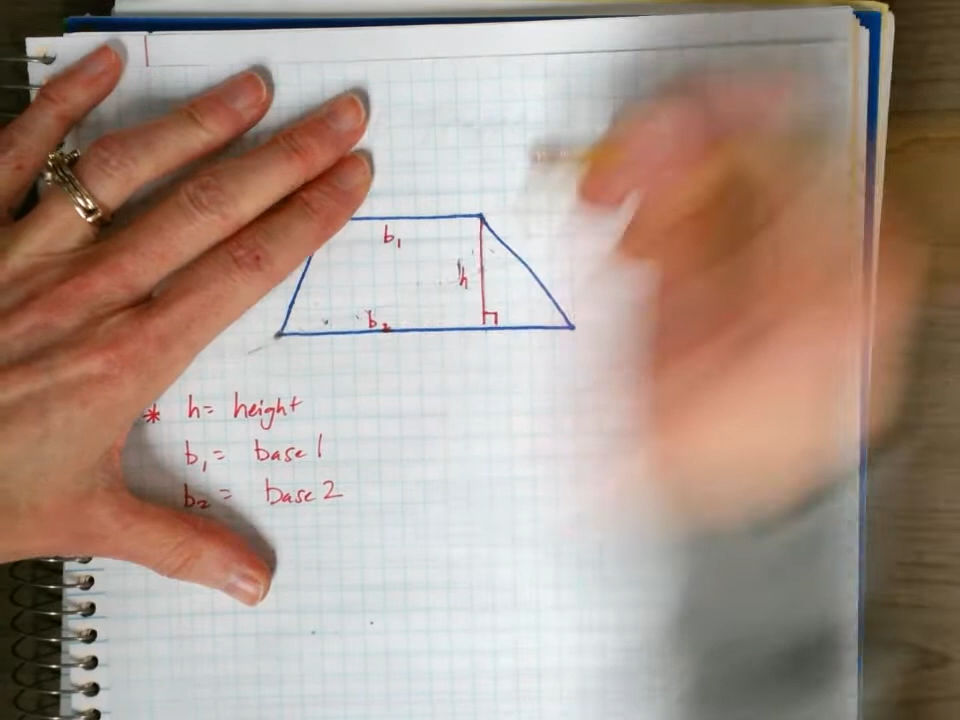 b₁
h
b₂
* h= height
b₁= base 1
b₂= base 2